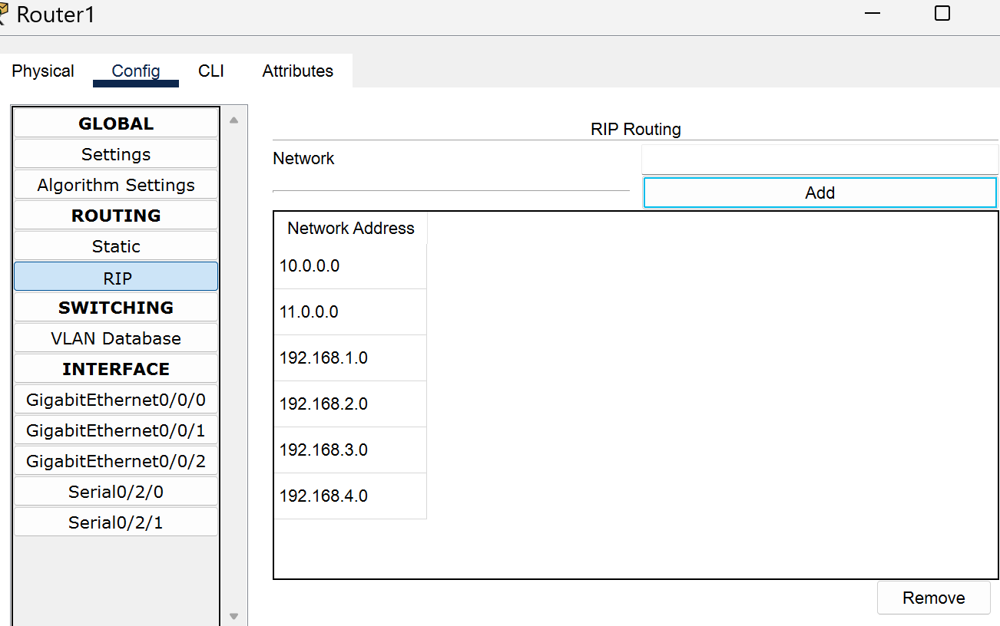 Router1
Physical Config CLI Attributes
GLOBAL
Settings
Algorithm Settings
ROUTING
Static
RIP
SWITCHING
VLAN Database
INTERFACE
GigabitEthernet0/0/0
GigabitEthernet0/0/1
GigabitEthernet0/0/2
Serial0/2/0
Serial0/2/1
RIP Routing
Network
Add
Network Address
10.0.0.0
11.0.0.0
192.168.1.0
192.168.2.0
192.168.3.0
192.168.4.0
Remove